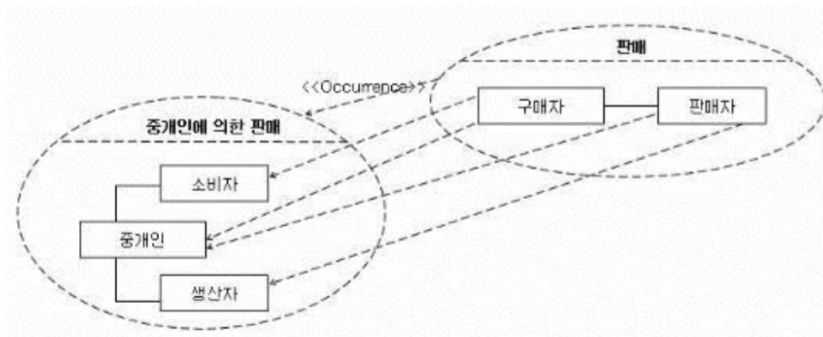 판매
<<Occurrence>>
구매자
판매자
중개인에 의한 판매
소비자
중개인
생산자